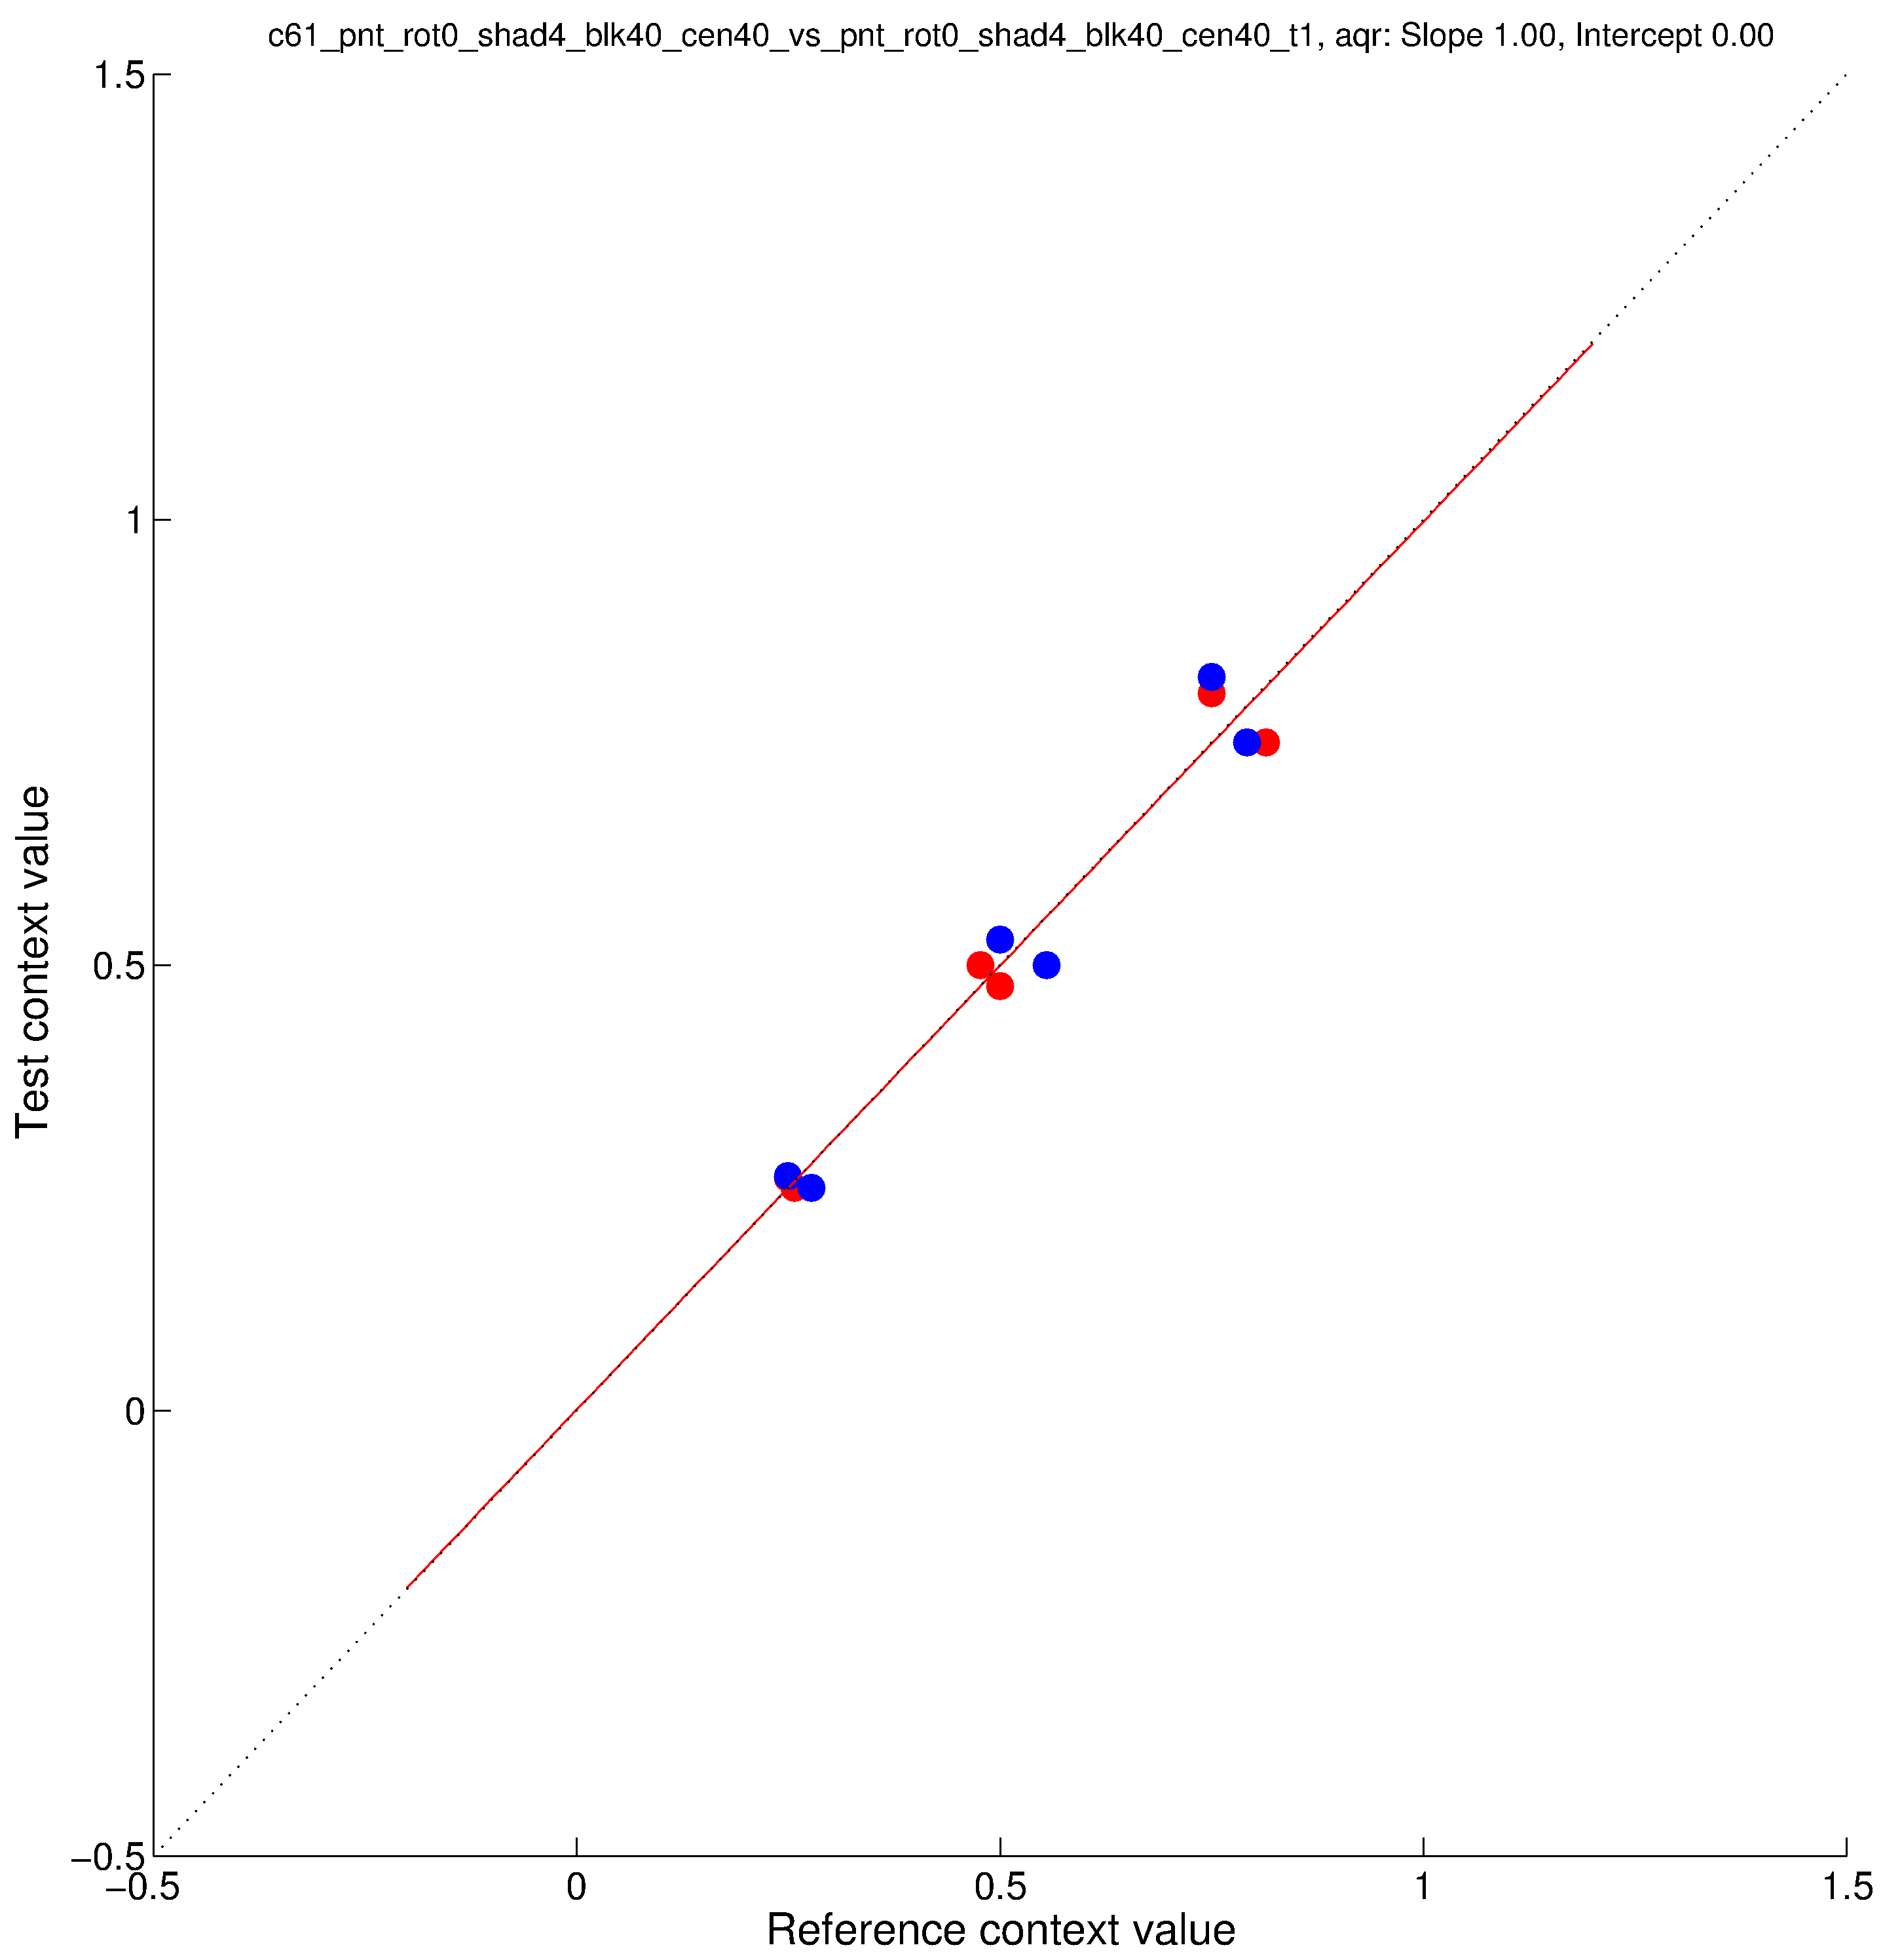 c61_pnt_rot0_shad4_blk40_cen40_vs_pnt_rot0_shad4_blk40_cen40_t1, aqr: Slope 1.00, Intercept 0.00
1.5
1
0.5
0
−0.5
Test context value
−0.5 0 0.5 1 1.5
Reference context value